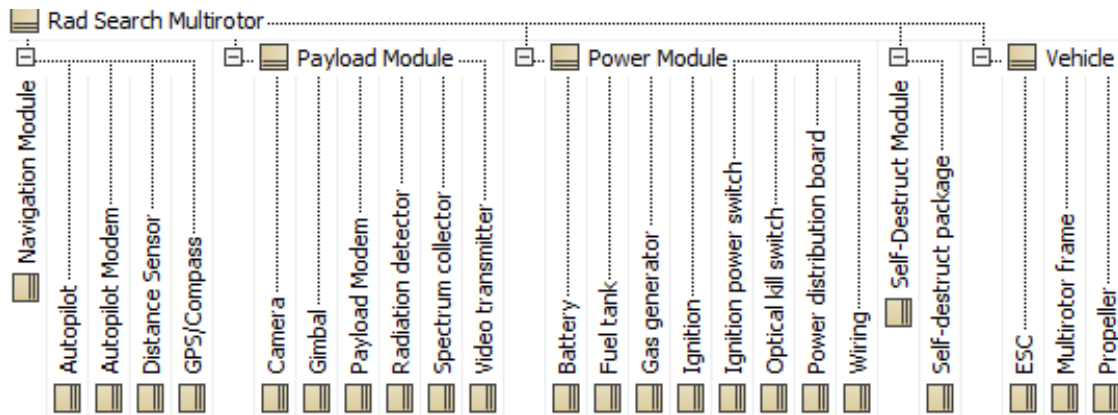 Rad Search Multirotor
Navigation Module
Autopilot
Autopilot Modem
Distance Sensor
GPS/Compass
Payload Module
Camera
Gimbal
Payload Modem
Radiation detector
Spectrum collector
Video transmitter
Power Module
Battery
Fuel tank
Gas generator
Ignition
Ignition power switch
Optical kill switch
Power distribution board
Wiring
Self-Destruct Module
Self-destruct package
Vehicle
ESC
Multirotor frame
Propeller